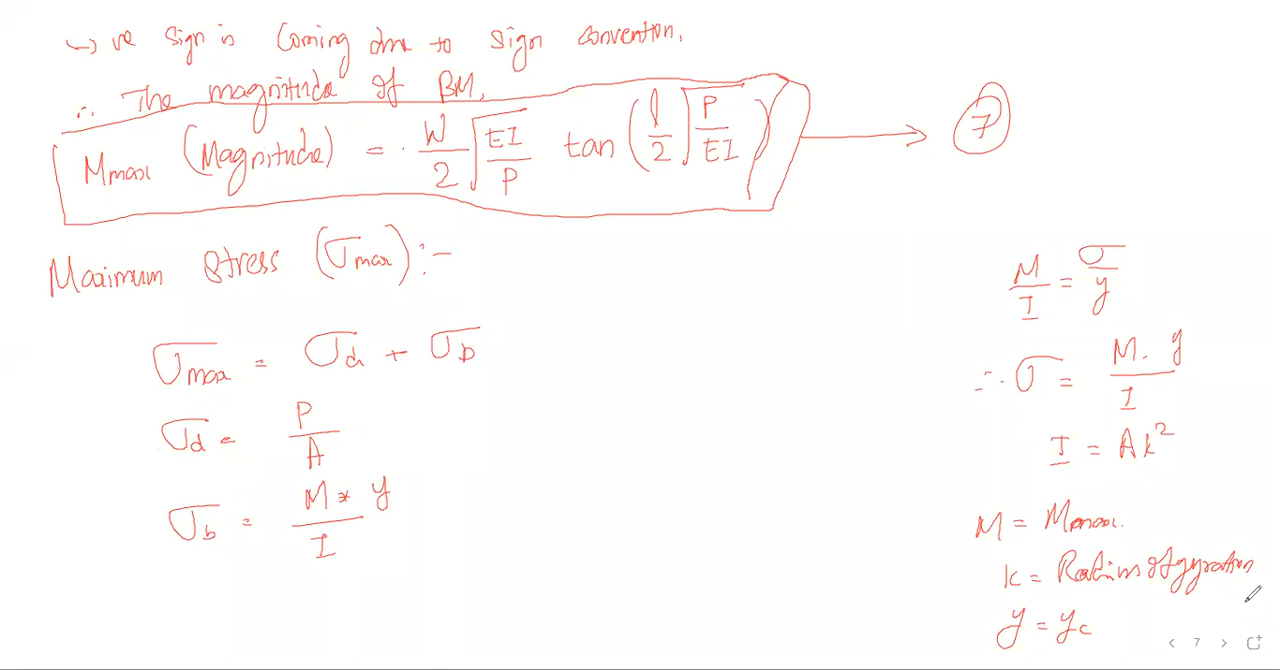 ↳ ve sign is coming due to sign convention.
∴ The magnitude of BM,
Mmax (Magnitude) = W/2 √(EI/P) tan (l/2 √(P/EI)) → 7
Maximum stress (σmax) :-
σmax = σd + σb
σd = P/A
σb = M * y / I
M/I = σ/y
∴ σ = M. y / I
I = Ak²
M = Mmax.
k = Radius of gyration
y = yc
< 7 >